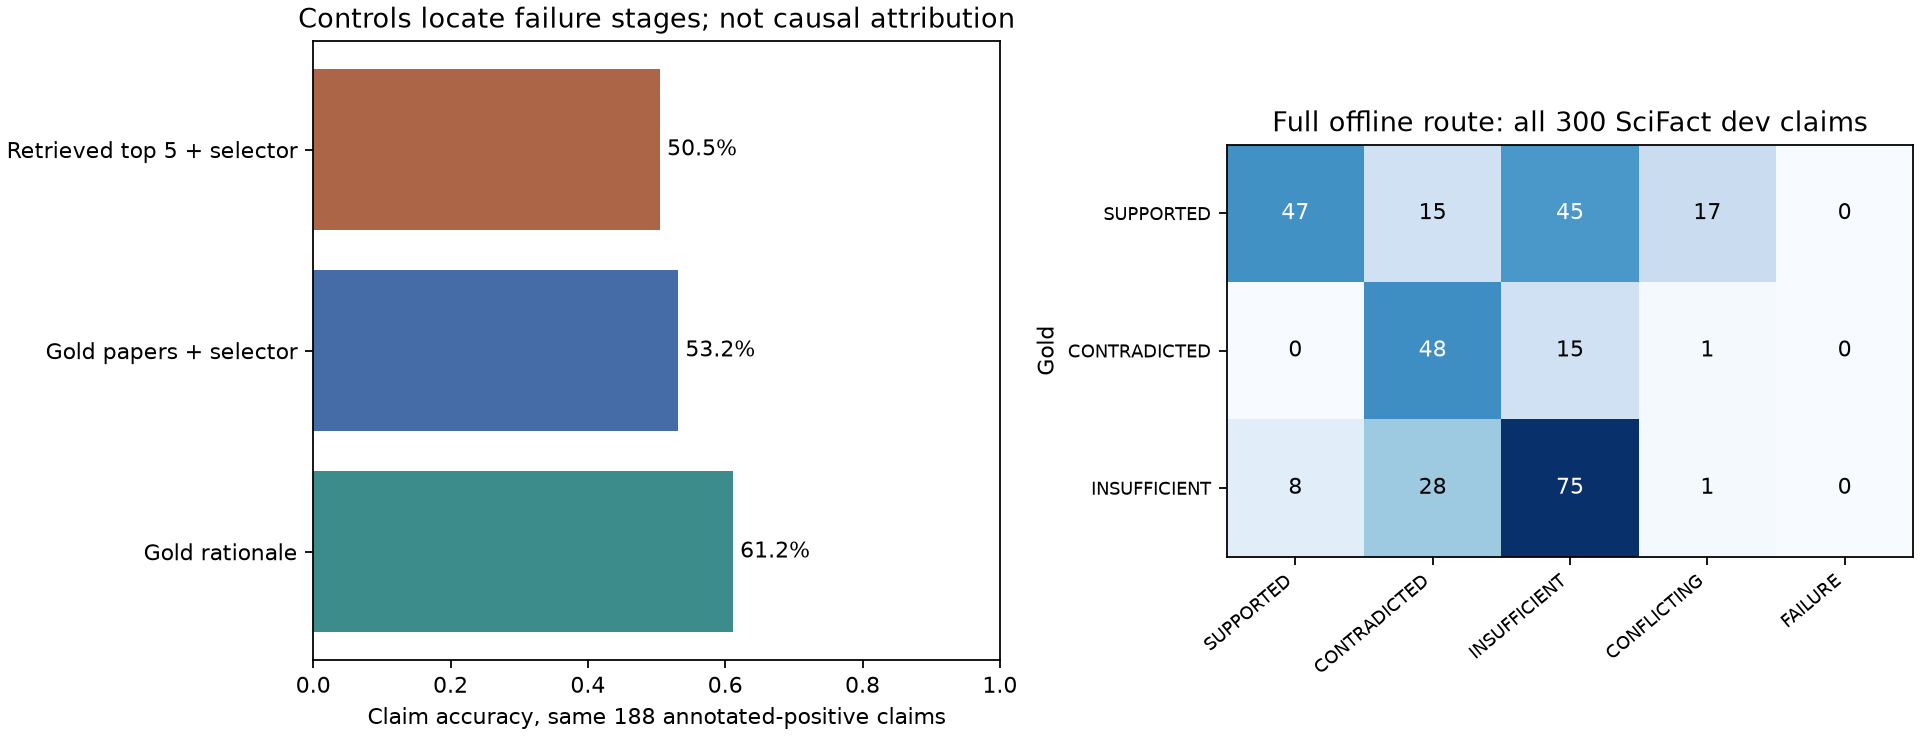 Controls locate failure stages; not causal attribution
Retrieved top 5 + selector
50.5%
Gold papers + selector
53.2%
Gold rationale
61.2%
0.0 0.2 0.4 0.6 0.8 1.0
Claim accuracy, same 188 annotated-positive claims
Full offline route: all 300 SciFact dev claims
Gold
SUPPORTED 47 15 45 17 0
CONTRADICTED 0 48 15 1 0
INSUFFICIENT 8 28 75 1 0
SUPPORTED CONTRADICTED INSUFFICIENT CONFLICTING FAILURE